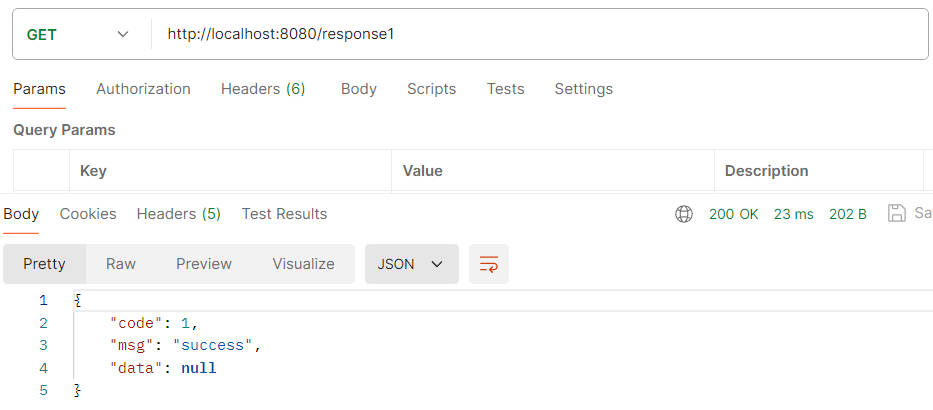 GET http://localhost:8080/response1
Params Authorization Headers (6) Body Scripts Tests Settings
Query Params
Key Value Description
Body Cookies Headers (5) Test Results 200 OK 23 ms 202 B Sa
Pretty Raw Preview Visualize JSON
1 {
2 "code": 1,
3 "msg": "success",
4 "data": null
5 }